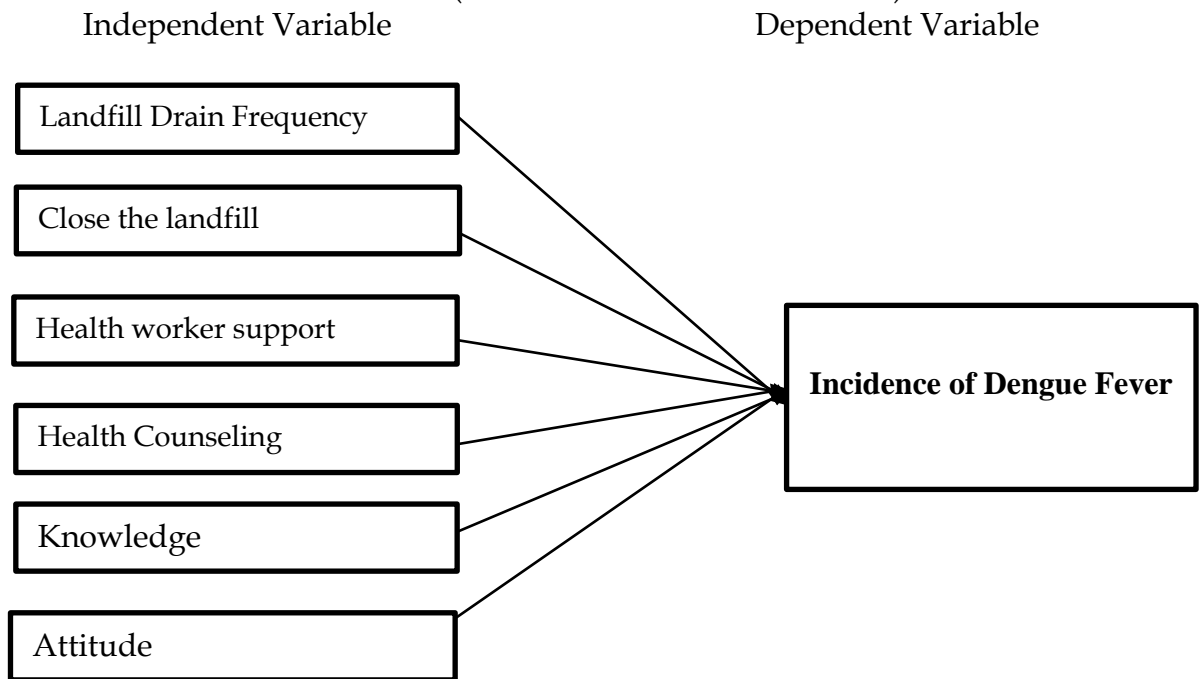 Independent Variable
Dependent Variable
Landfill Drain Frequency
Close the landfill
Health worker support
Health Counseling
Knowledge
Attitude
Incidence of Dengue Fever